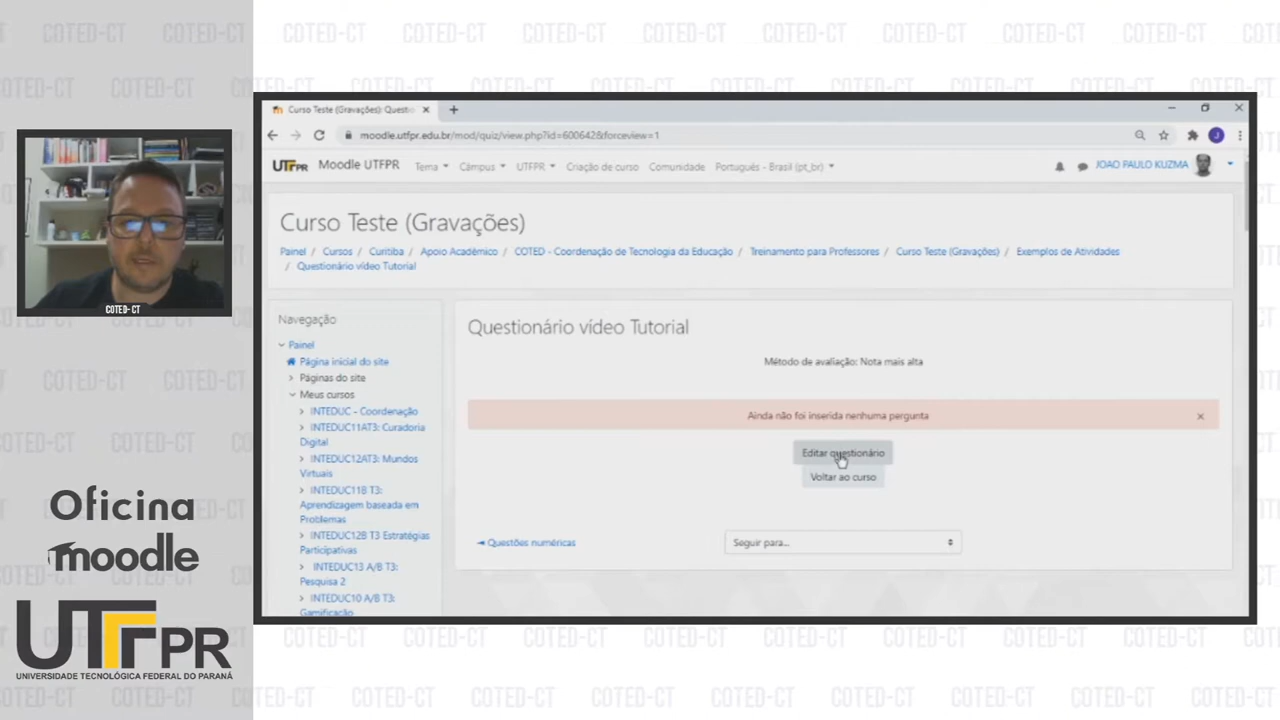 COTED-CT
Oficina
moodle
UTFPR
UNIVERSIDADE TECNOLÓGICA FEDERAL DO PARANÁ
Curso Teste (Gravações): Questi
moodle.utfpr.edu.br/mod/quiz/view.php?id=600642&forceview=1
J
UTFPR Moodle UTFPR Tema Câmpus UTFPR Criação de curso Comunidade Português - Brasil (pt_br) JOAO PAULO KUZMA
Curso Teste (Gravações)
Painel / Cursos / Curitiba / Apoio Acadêmico / COTED - Coordenação de Tecnologia da Educação / Treinamento para Professores / Curso Teste (Gravações) / Exemplos de Atividades
/ Questionário vídeo Tutorial
Navegação
Painel
Página inicial do site
Páginas do site
Meus cursos
INTEDUC - Coordenação
INTEDUC11AT3: Curadoria
Digital
INTEDUC12AT3: Mundos
Virtuais
INTEDUC11B T3:
Aprendizagem baseada em
Problemas
INTEDUC12B T3 Estratégias
Participativas
INTEDUC13 A/B T3:
Pesquisa 2
INTEDUC10 A/B T3:
Gamificação
Questionário vídeo Tutorial
Método de avaliação: Nota mais alta
Ainda não foi inserida nenhuma pergunta
Editar questionário
Voltar ao curso
◄ Questões numéricas
Seguir para...